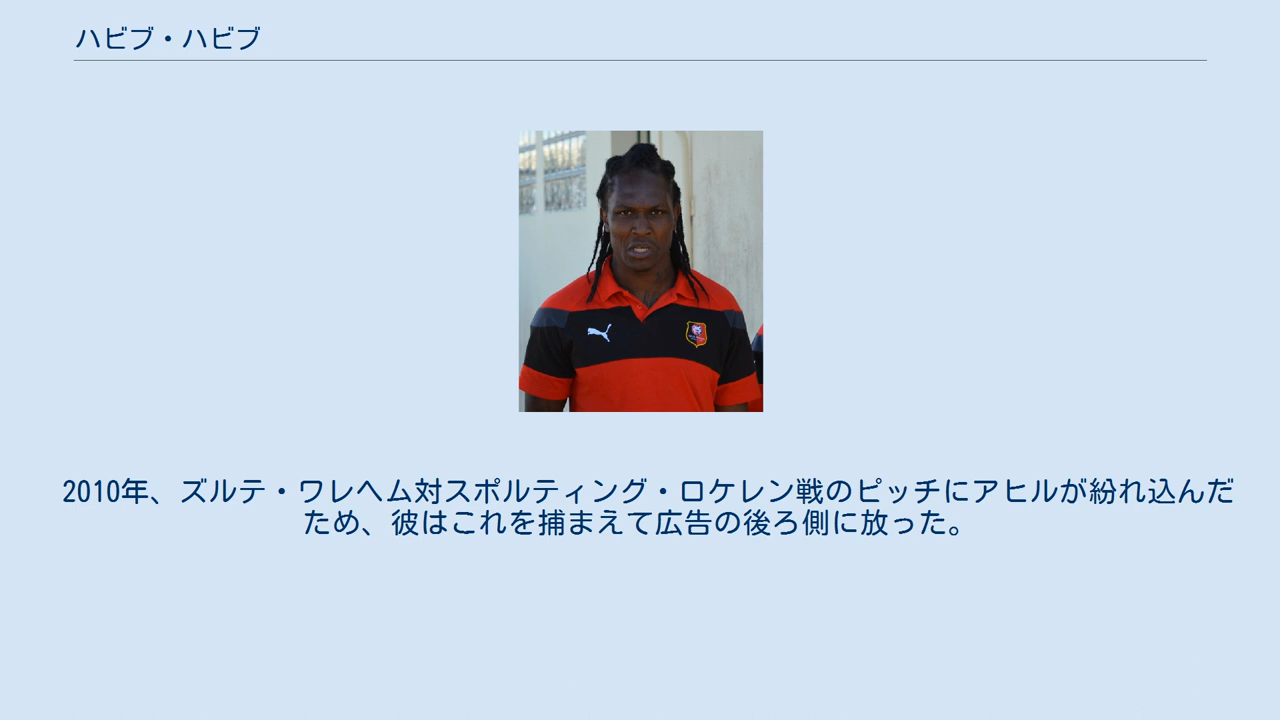 ハビブ・ハビブ
2010年、ズルテ・ワレヘム対スポルティング・ロケレン戦のピッチにアヒルが紛れ込んだ
ため、彼はこれを捕まえて広告の後ろ側に放った。